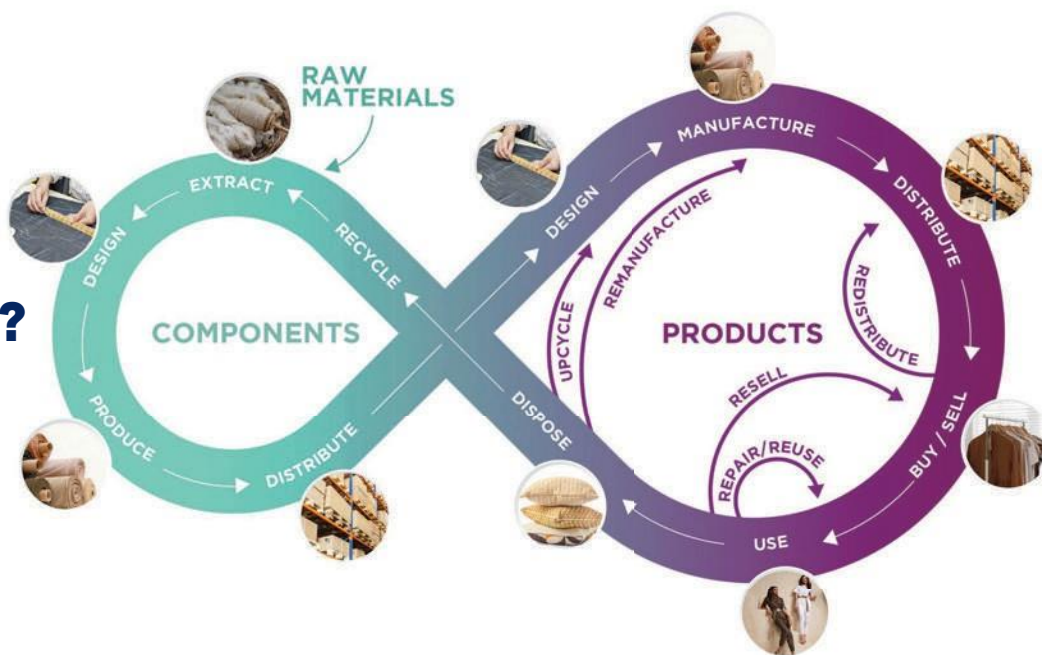 RAW
MATERIALS
EXTRACT
DESIGN
PRODUCE
DISTRIBUTE
RECYCLE
COMPONENTS
?
DESIGN
MANUFACTURE
DISTRIBUTE
BUY / SELL
USE
DISPOSE
UPCYCLE
REMANUFACTURE
REDISTRIBUTE
RESELL
REPAIR/REUSE
PRODUCTS